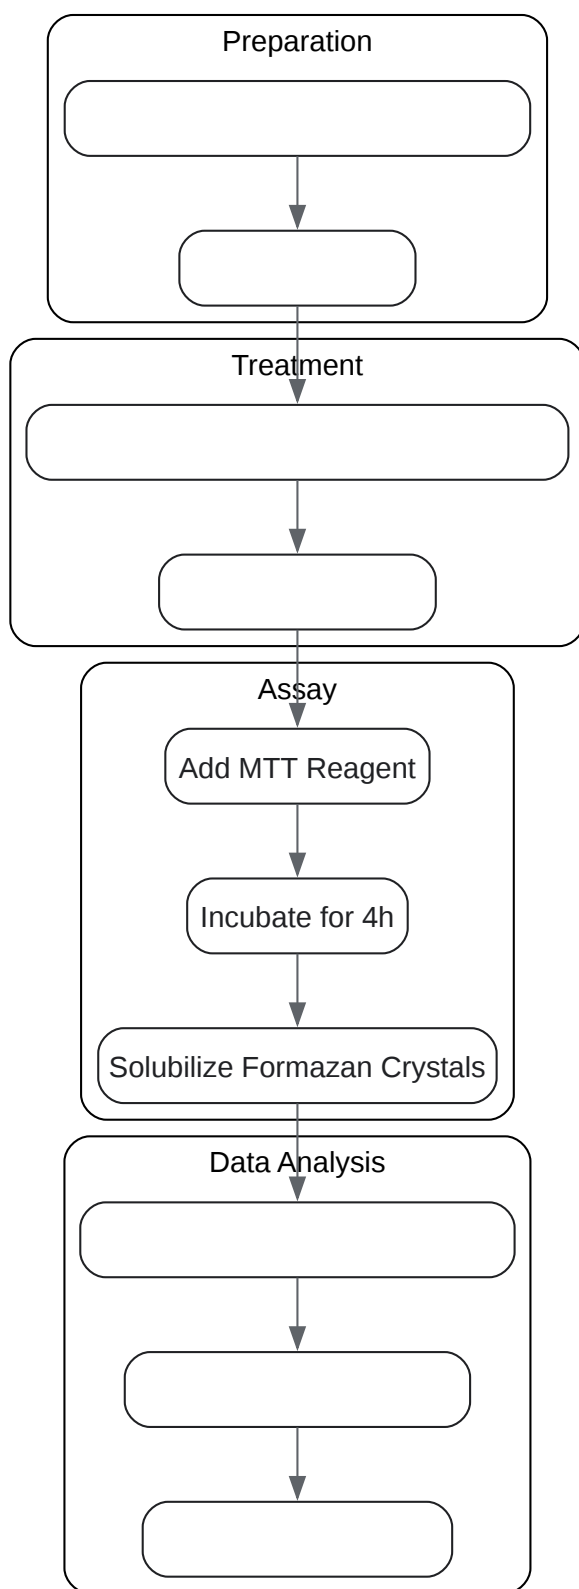 Preparation
Treatment
Assay
Add MTT Reagent
Incubate for 4h
Solubilize Formazan Crystals
Data Analysis